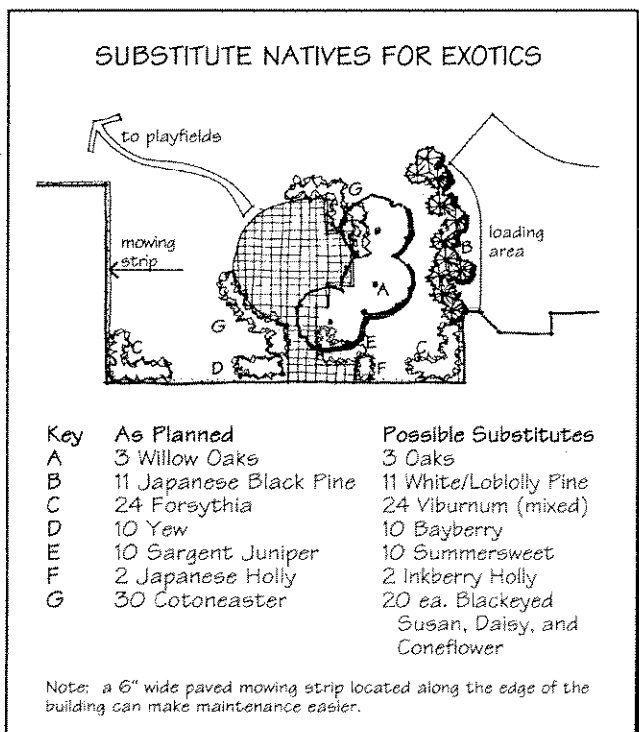 SUBSTITUTE NATIVES FOR EXOTICS
to playfields
G
mowing
strip
loading
area
B
A
G
E
C
C
D
F
Key As Planned Possible Substitutes
A 3 Willow Oaks 3 Oaks
B 11 Japanese Black Pine 11 White/Loblolly Pine
C 24 Forsythia 24 Viburnum (mixed)
D 10 Yew 10 Bayberry
E 10 Sargent Juniper 10 Summersweet
F 2 Japanese Holly 2 Inkberry Holly
G 30 Cotoneaster 20 ea. Blackeyed
Susan, Daisy, and
Coneflower
Note: a 6" wide paved mowing strip located along the edge of the
building can make maintenance easier.